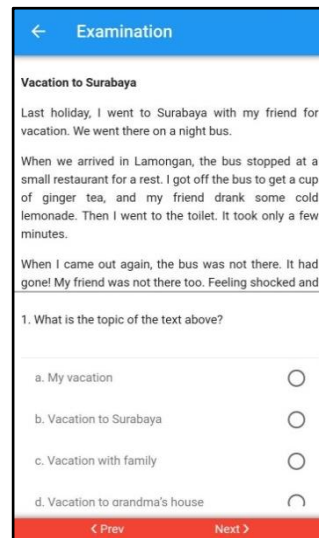 Examination
Vacation to Surabaya
Last holiday, I went to Surabaya with my friend for
vacation. We went there on a night bus.
When we arrived in Lamongan, the bus stopped at a
small restaurant for a rest. I got off the bus to get a cup
of ginger tea, and my friend drank some cold
lemonade. Then I went to the toilet. It took only a few
minutes.
When I came out again, the bus was not there. It had
gone! My friend was not there too. Feeling shocked and
1. What is the topic of the text above?
a. My vacation
b. Vacation to Surabaya
c. Vacation with family
d. Vacation to grandma's house
Prev Next